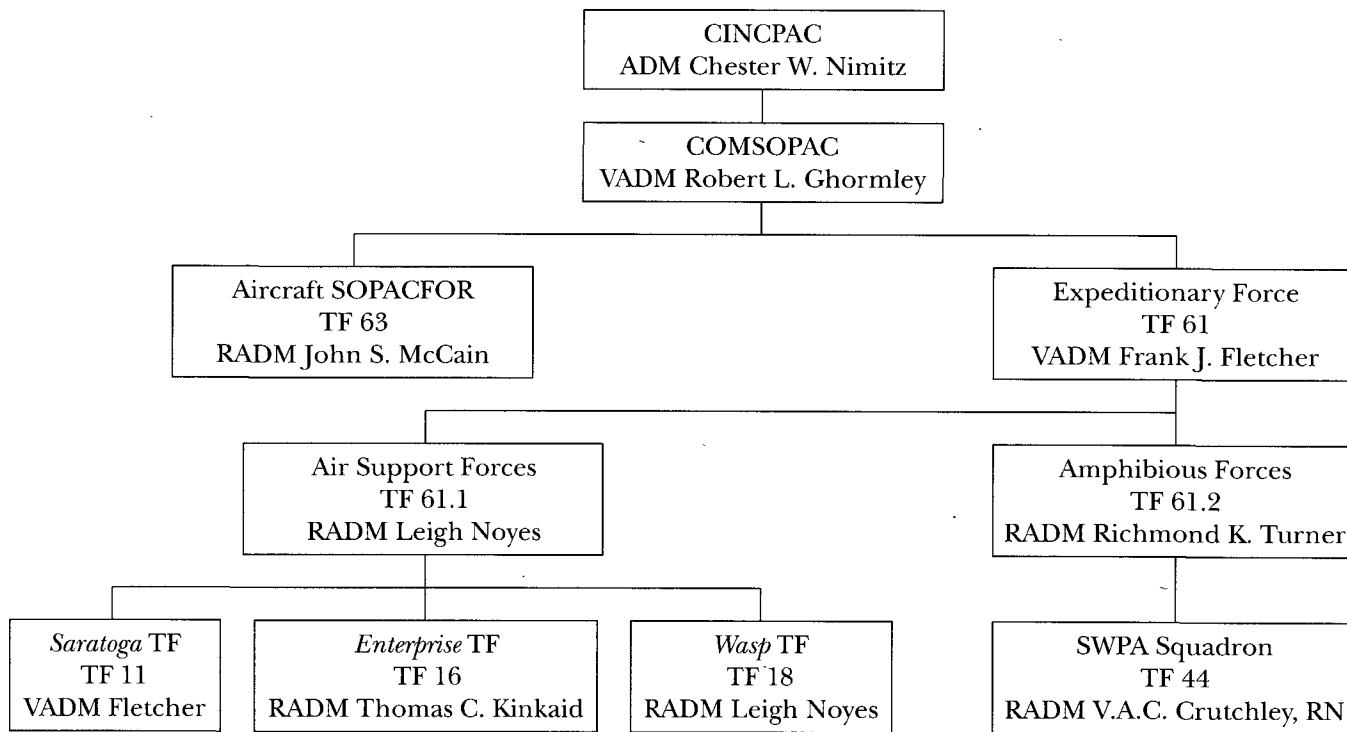 CINCPAC
ADM Chester W. Nimitz
COMSOPAC
VADM Robert L. Ghormley
Aircraft SOPACFOR
TF 63
RADM John S. McCain
Expeditionary Force
TF 61
VADM Frank J. Fletcher
Air Support Forces
TF 61.1
RADM Leigh Noyes
Amphibious Forces
TF 61.2
RADM Richmond K. Turner
Saratoga TF
TF 11
VADM Fletcher
Enterprise TF
TF 16
RADM Thomas C. Kinkaid
Wasp TF
TF 18
RADM Leigh Noyes
SWPA Squadron
TF 44
RADM V.A.C. Crutchley, RN